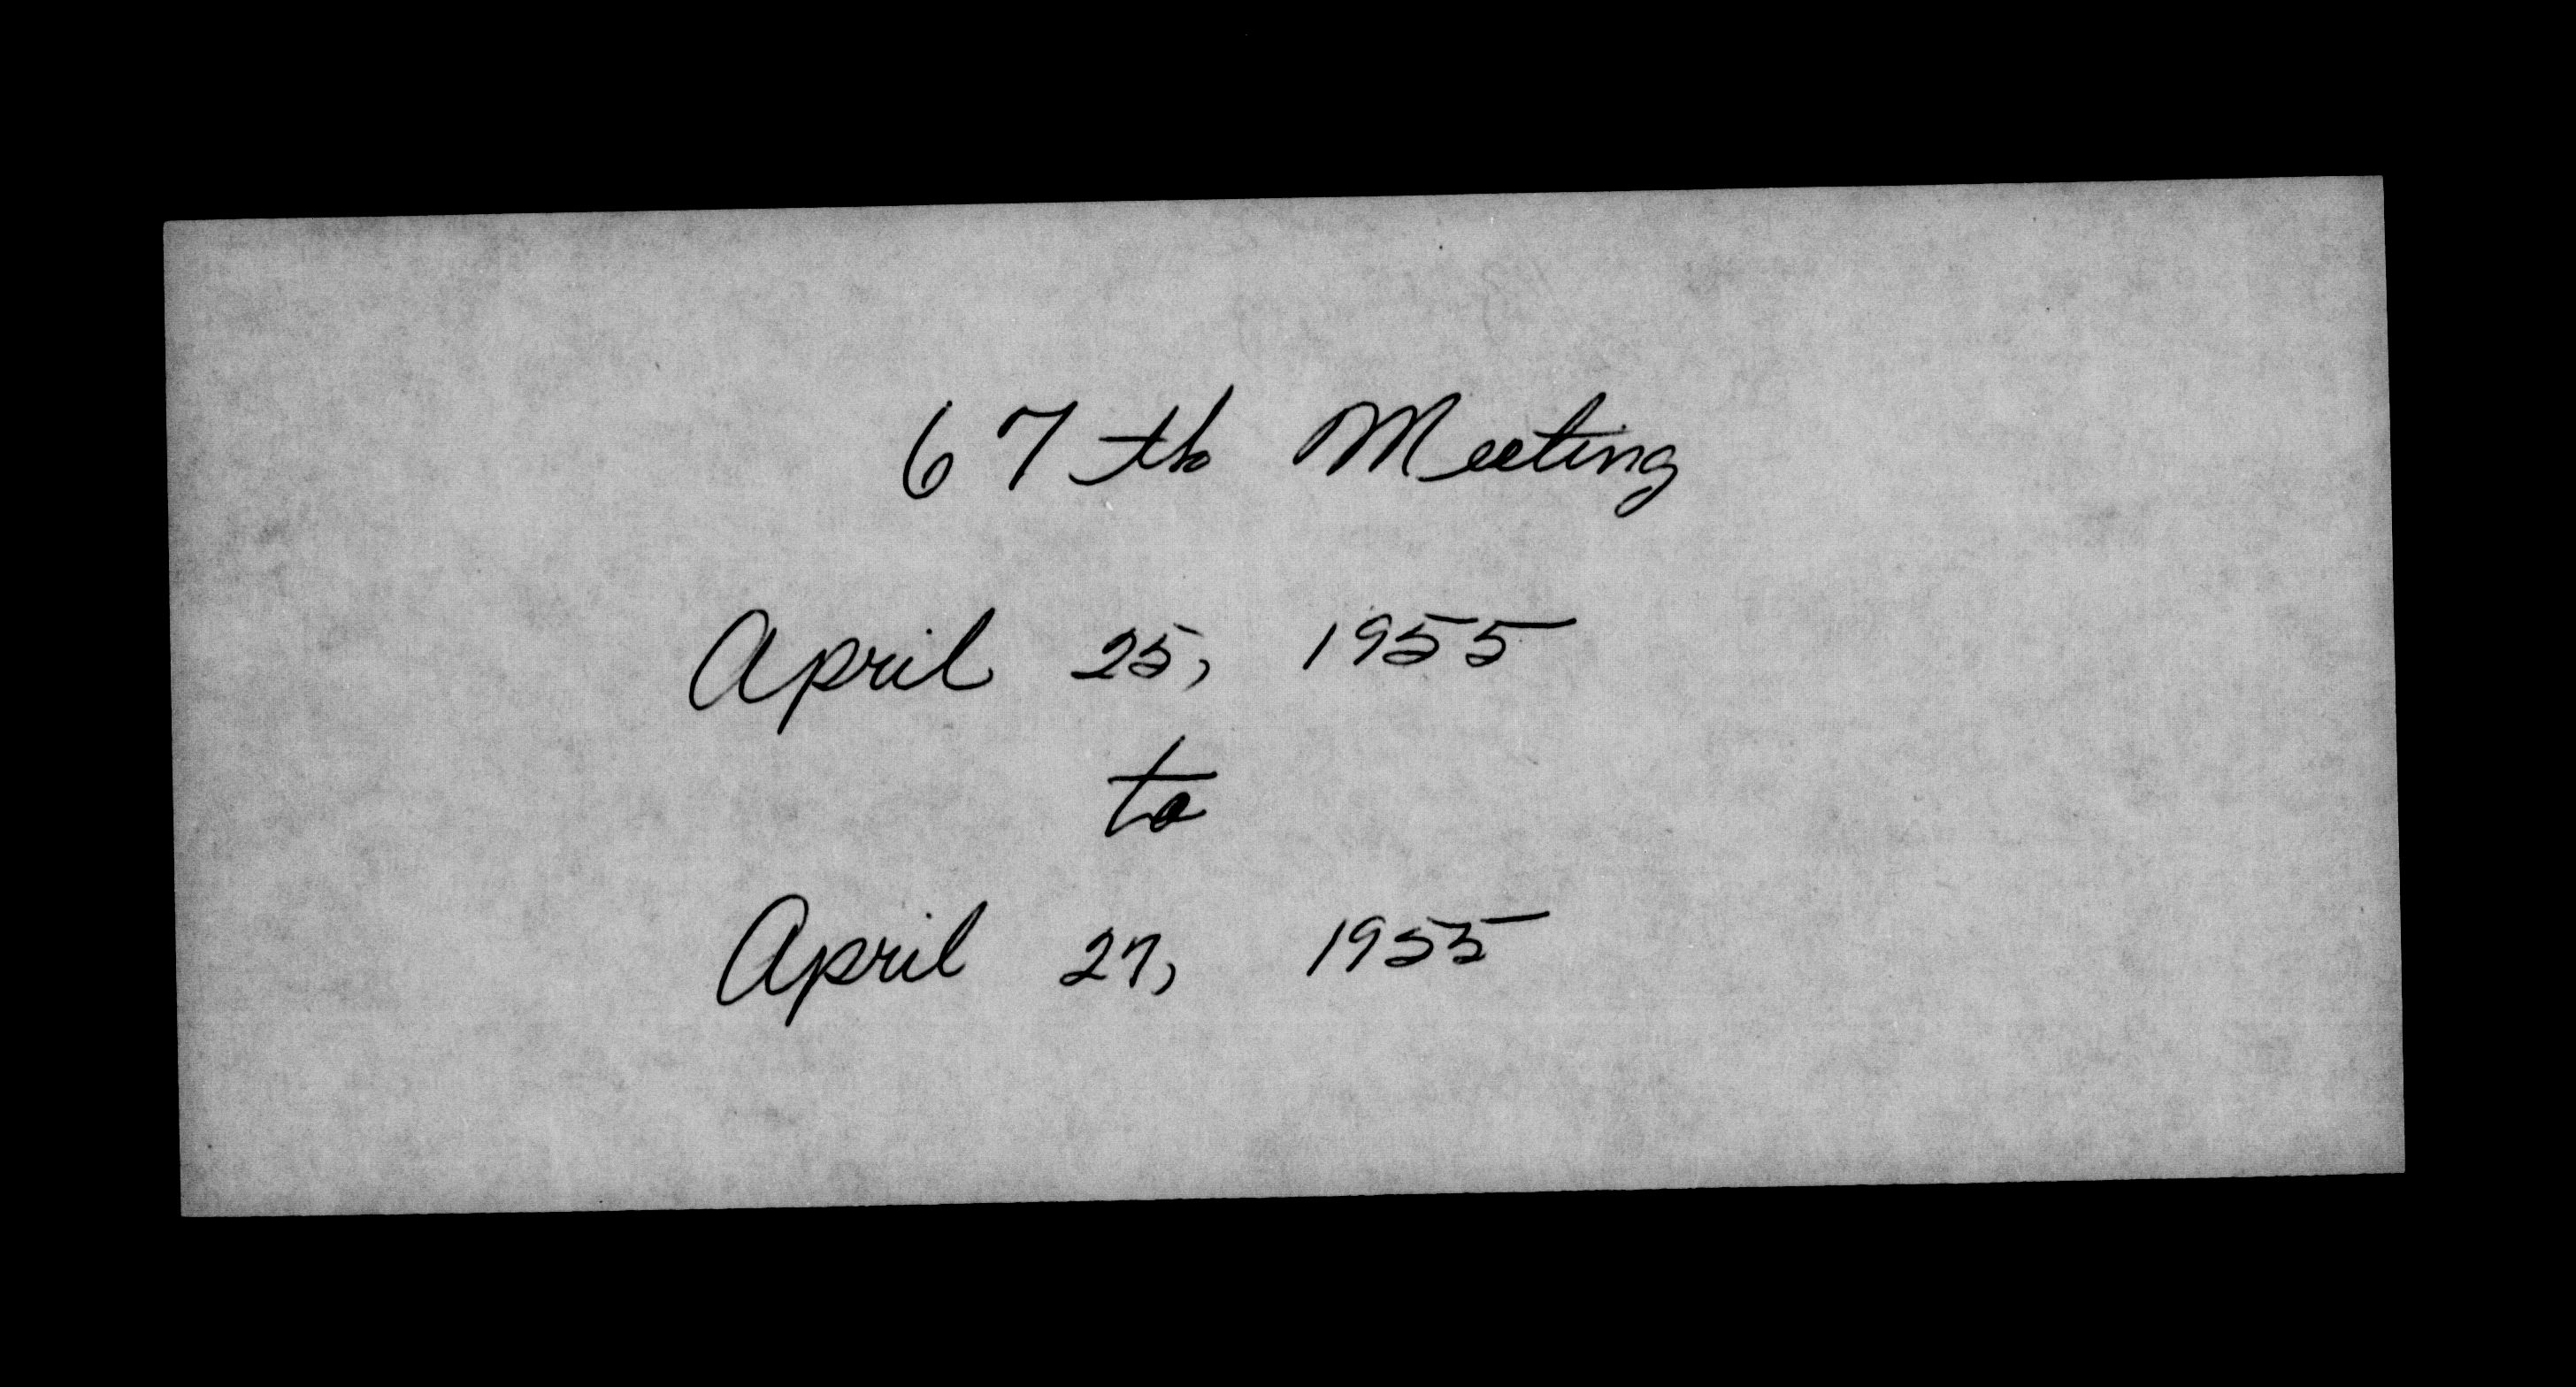 67th Meeting
April 25, 1955
to
April 27, 1955